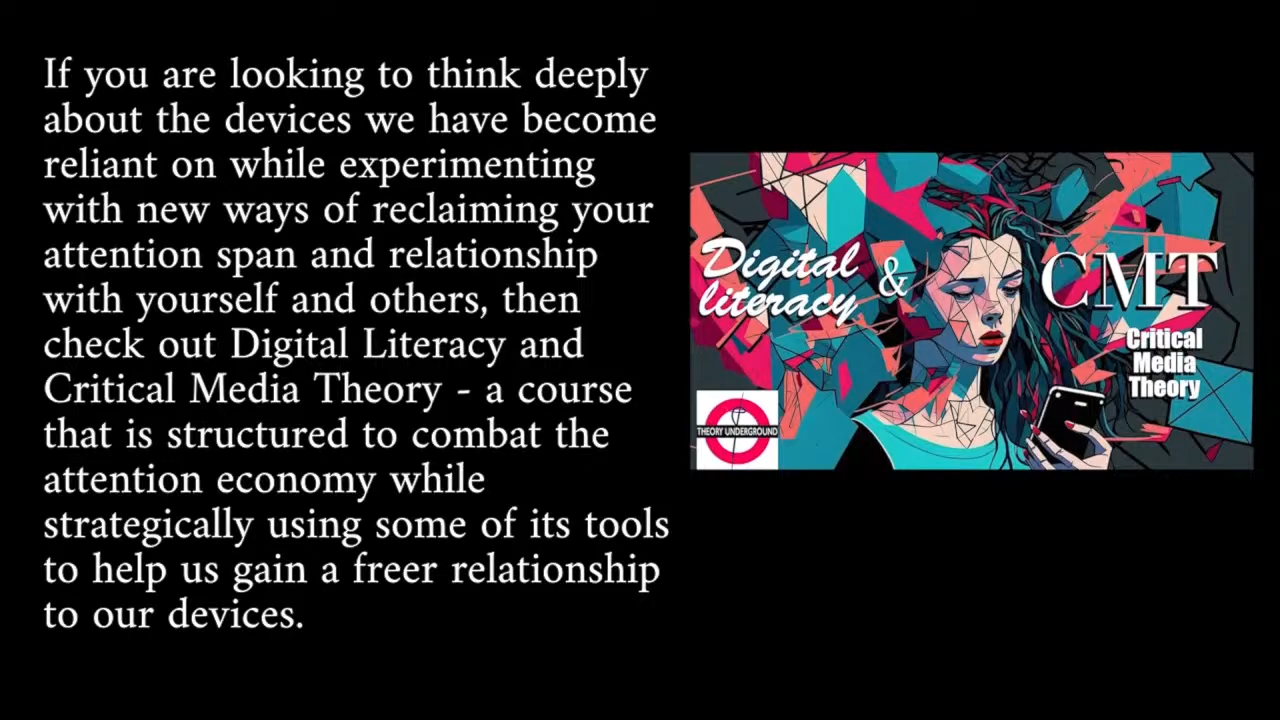 If you are looking to think deeply
about the devices we have become
reliant on while experimenting
with new ways of reclaiming your
attention span and relationship
with yourself and others, then
check out Digital Literacy and
Critical Media Theory - a course
that is structured to combat the
attention economy while
strategically using some of its tools
to help us gain a freer relationship
to our devices.
Digital
literacy
&
CMT
Critical
Media
Theory
THEORY UNDERGROUND